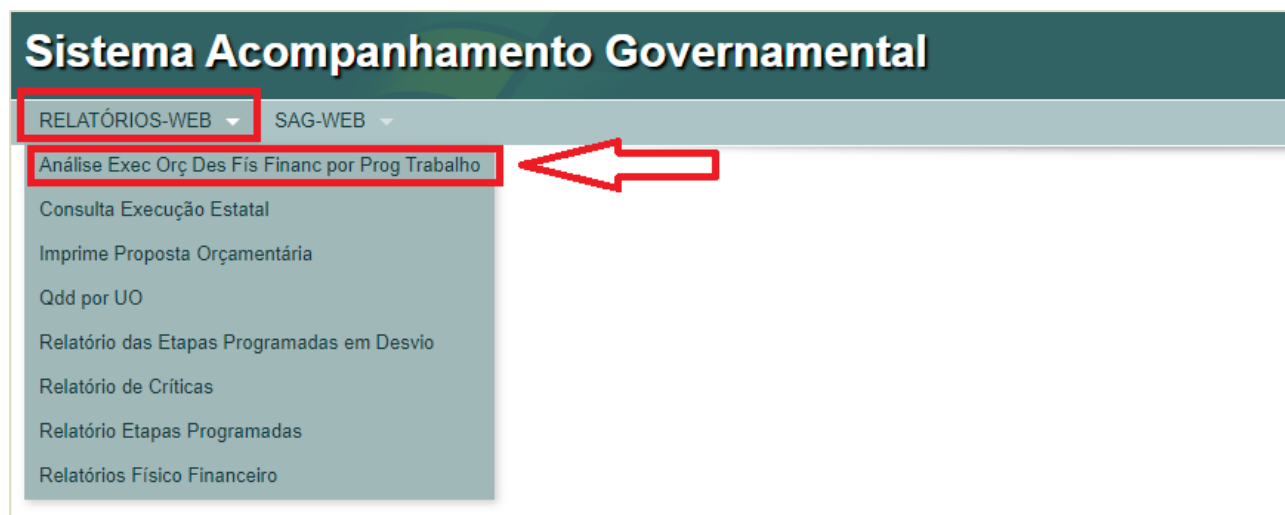 Sistema Acompanhamento Governamental
RELATÓRIOS-WEB SAG-WEB
Análise Exec Orç Des Fís Financ por Prog Trabalho
Consulta Execução Estatal
Imprime Proposta Orçamentária
Qdd por UO
Relatório das Etapas Programadas em Desvio
Relatório de Críticas
Relatório Etapas Programadas
Relatórios Físico Financeiro